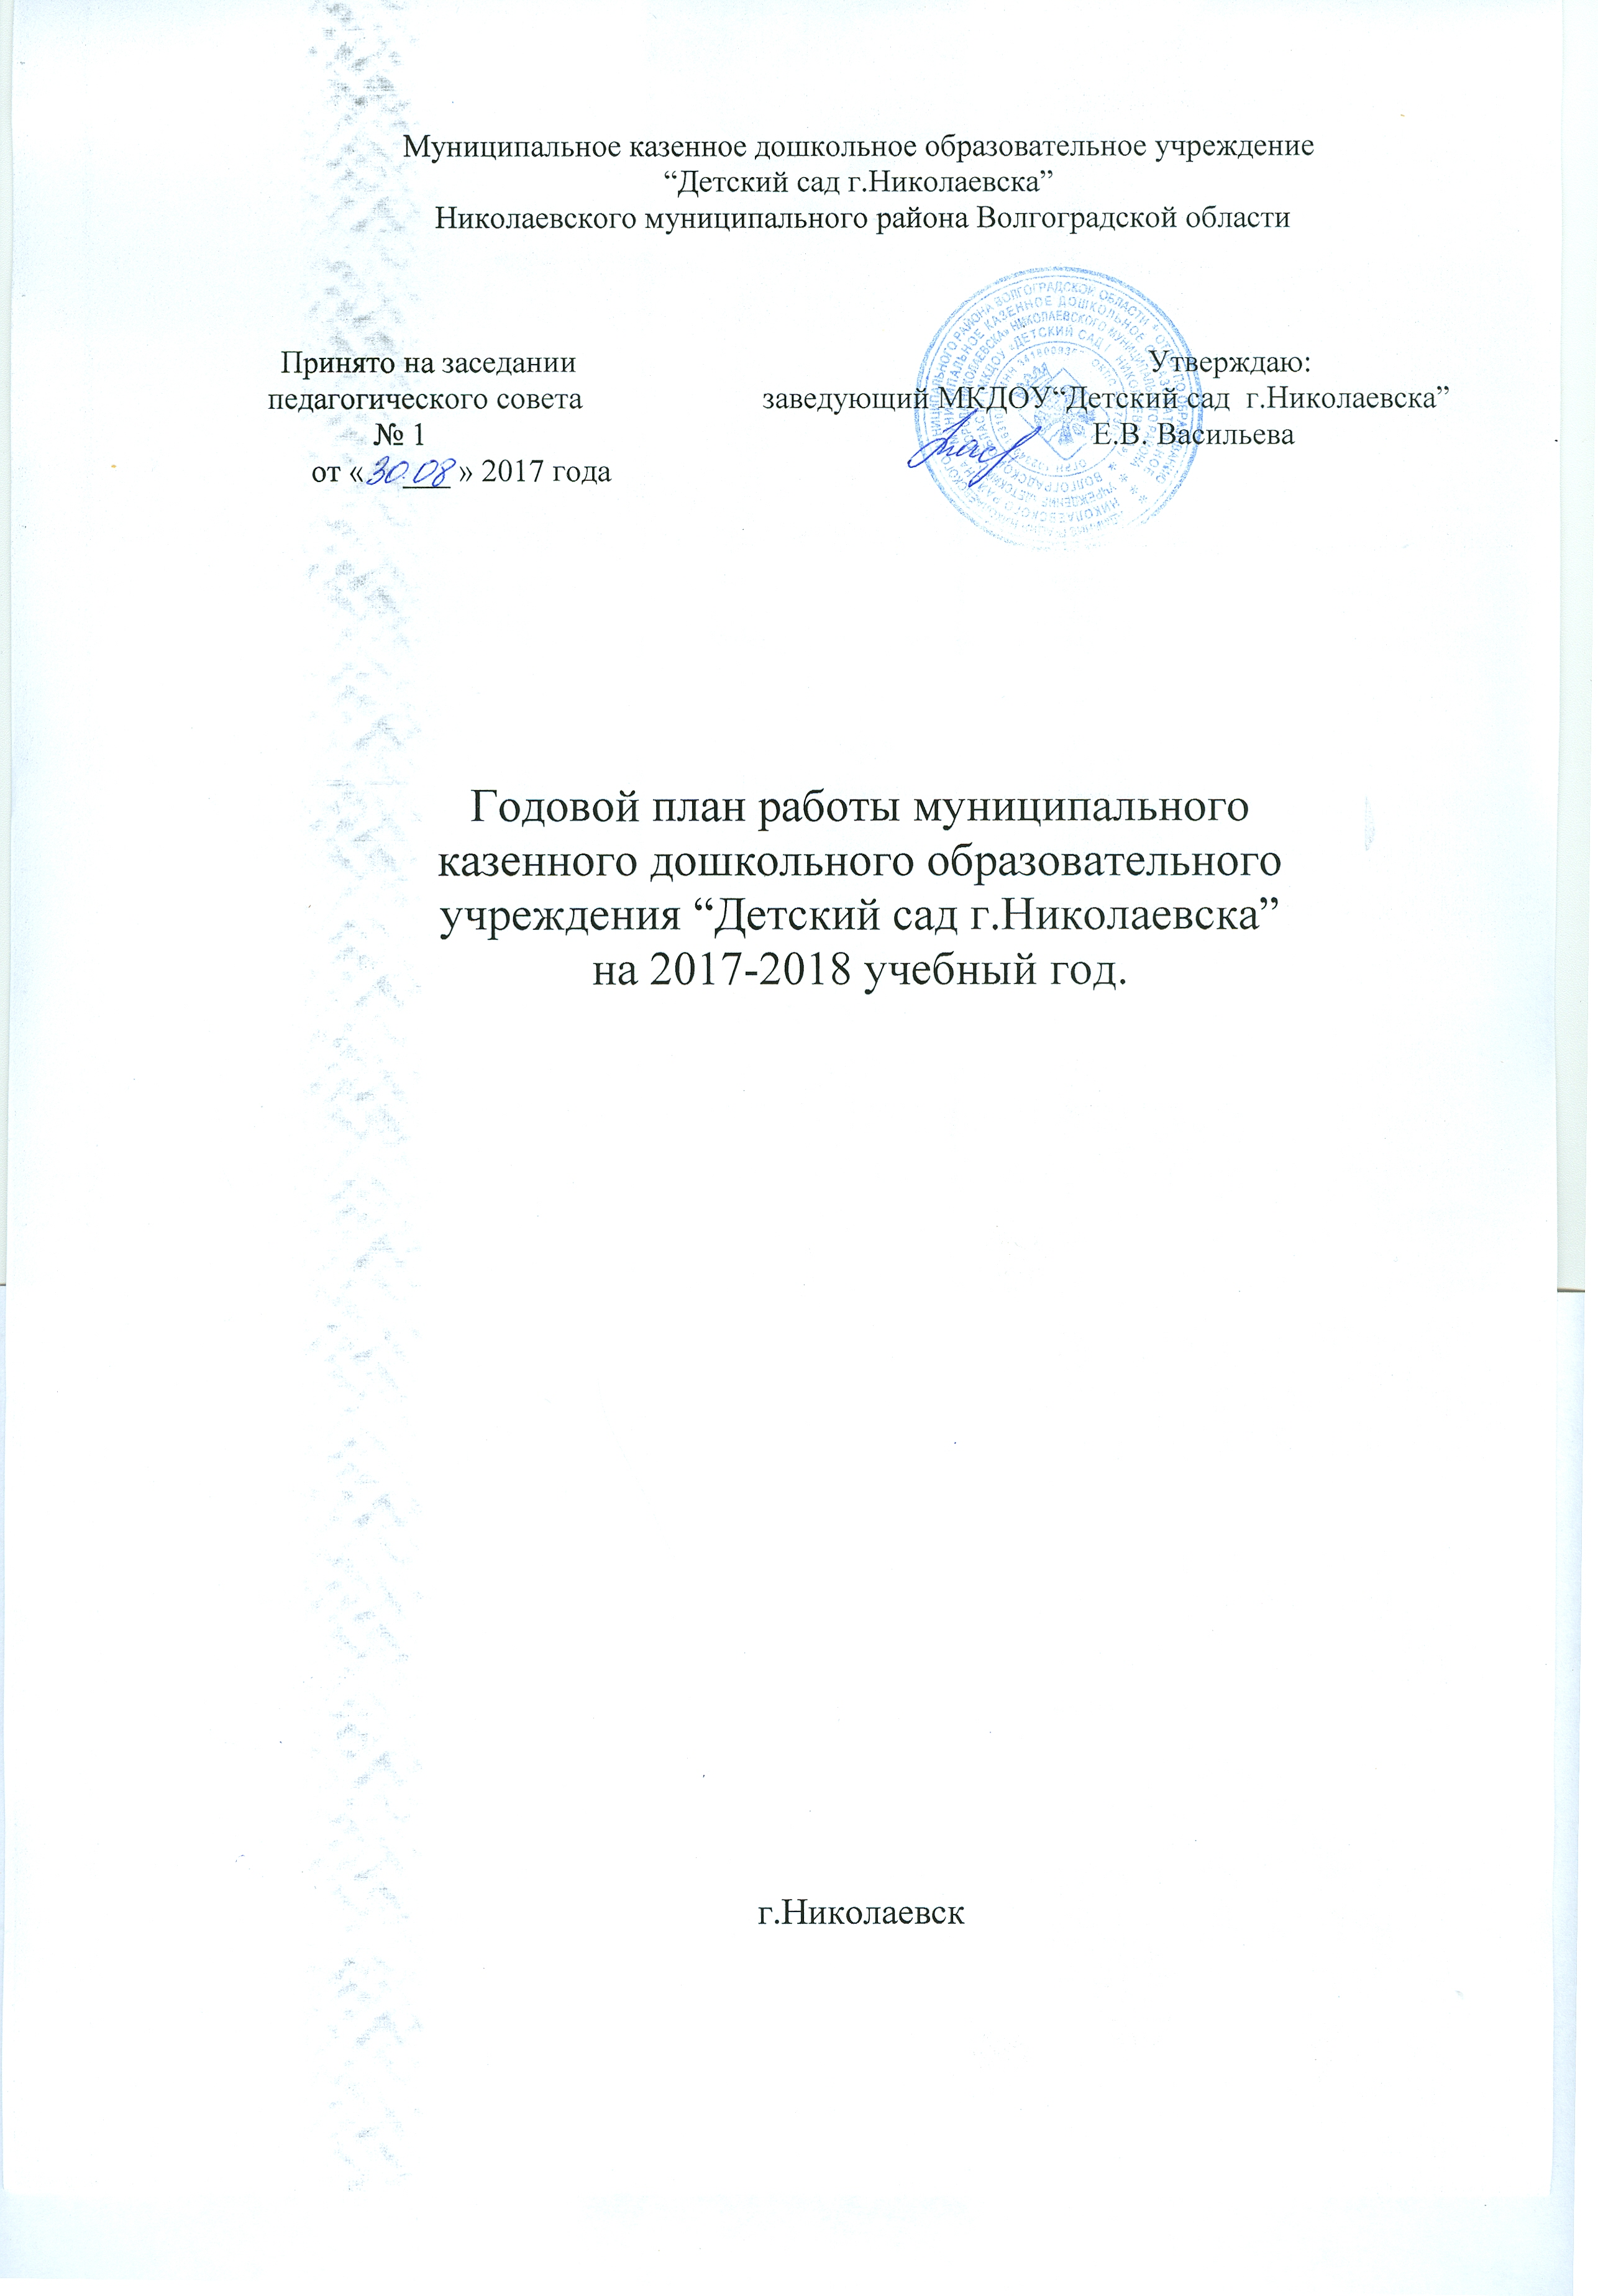 Муниципальное казенное дошкольное образовательное учреждение
“Детский сад г.Николаевска”
Николаевского муниципального района Волгоградской области
Принято на заседании
педагогического совета
№ 1
от «30.08» 2017 года
Утверждаю:
заведующий МКДОУ“Детский сад г.Николаевска”
Е.В. Васильева
Годовой план работы муниципального
казенного дошкольного образовательного
учреждения “Детский сад г.Николаевска”
на 2017-2018 учебный год.
г.Николаевск